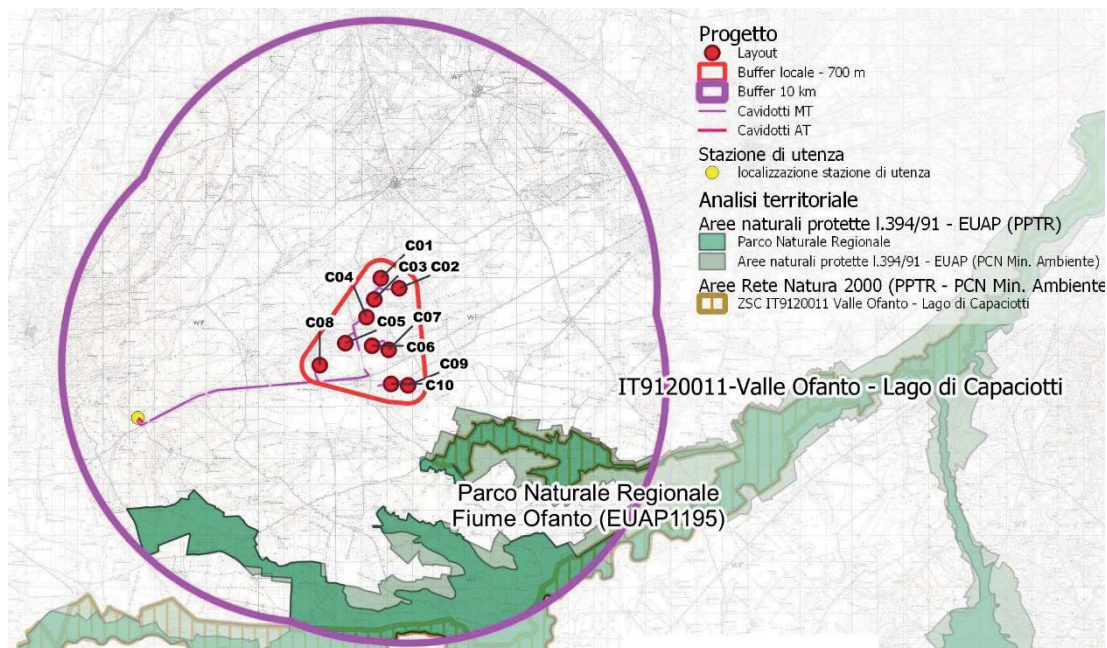 Progetto
Layout
Buffer locale - 700 m
Buffer 10 km
Cavidotti MT
Cavidotti AT
Stazione di utenza
localizzazione stazione di utenza
Analisi territoriale
Aree naturali protette l.394/91 - EUAP (PPTR)
Parco Naturale Regionale
Aree naturali protette l.394/91 - EUAP (PCN Min. Ambiente)
Aree Rete Natura 2000 (PPTR - PCN Min. Ambiente
ZSC IT9120011 Valle Ofanto - Lago di Capaciotti
C01
C03
C02
C04
C07
C05
C08
C06
C09
C10
IT9120011-Valle Ofanto - Lago di Capaciotti
Parco Naturale Regionale
Fiume Ofanto (EUAP1195)